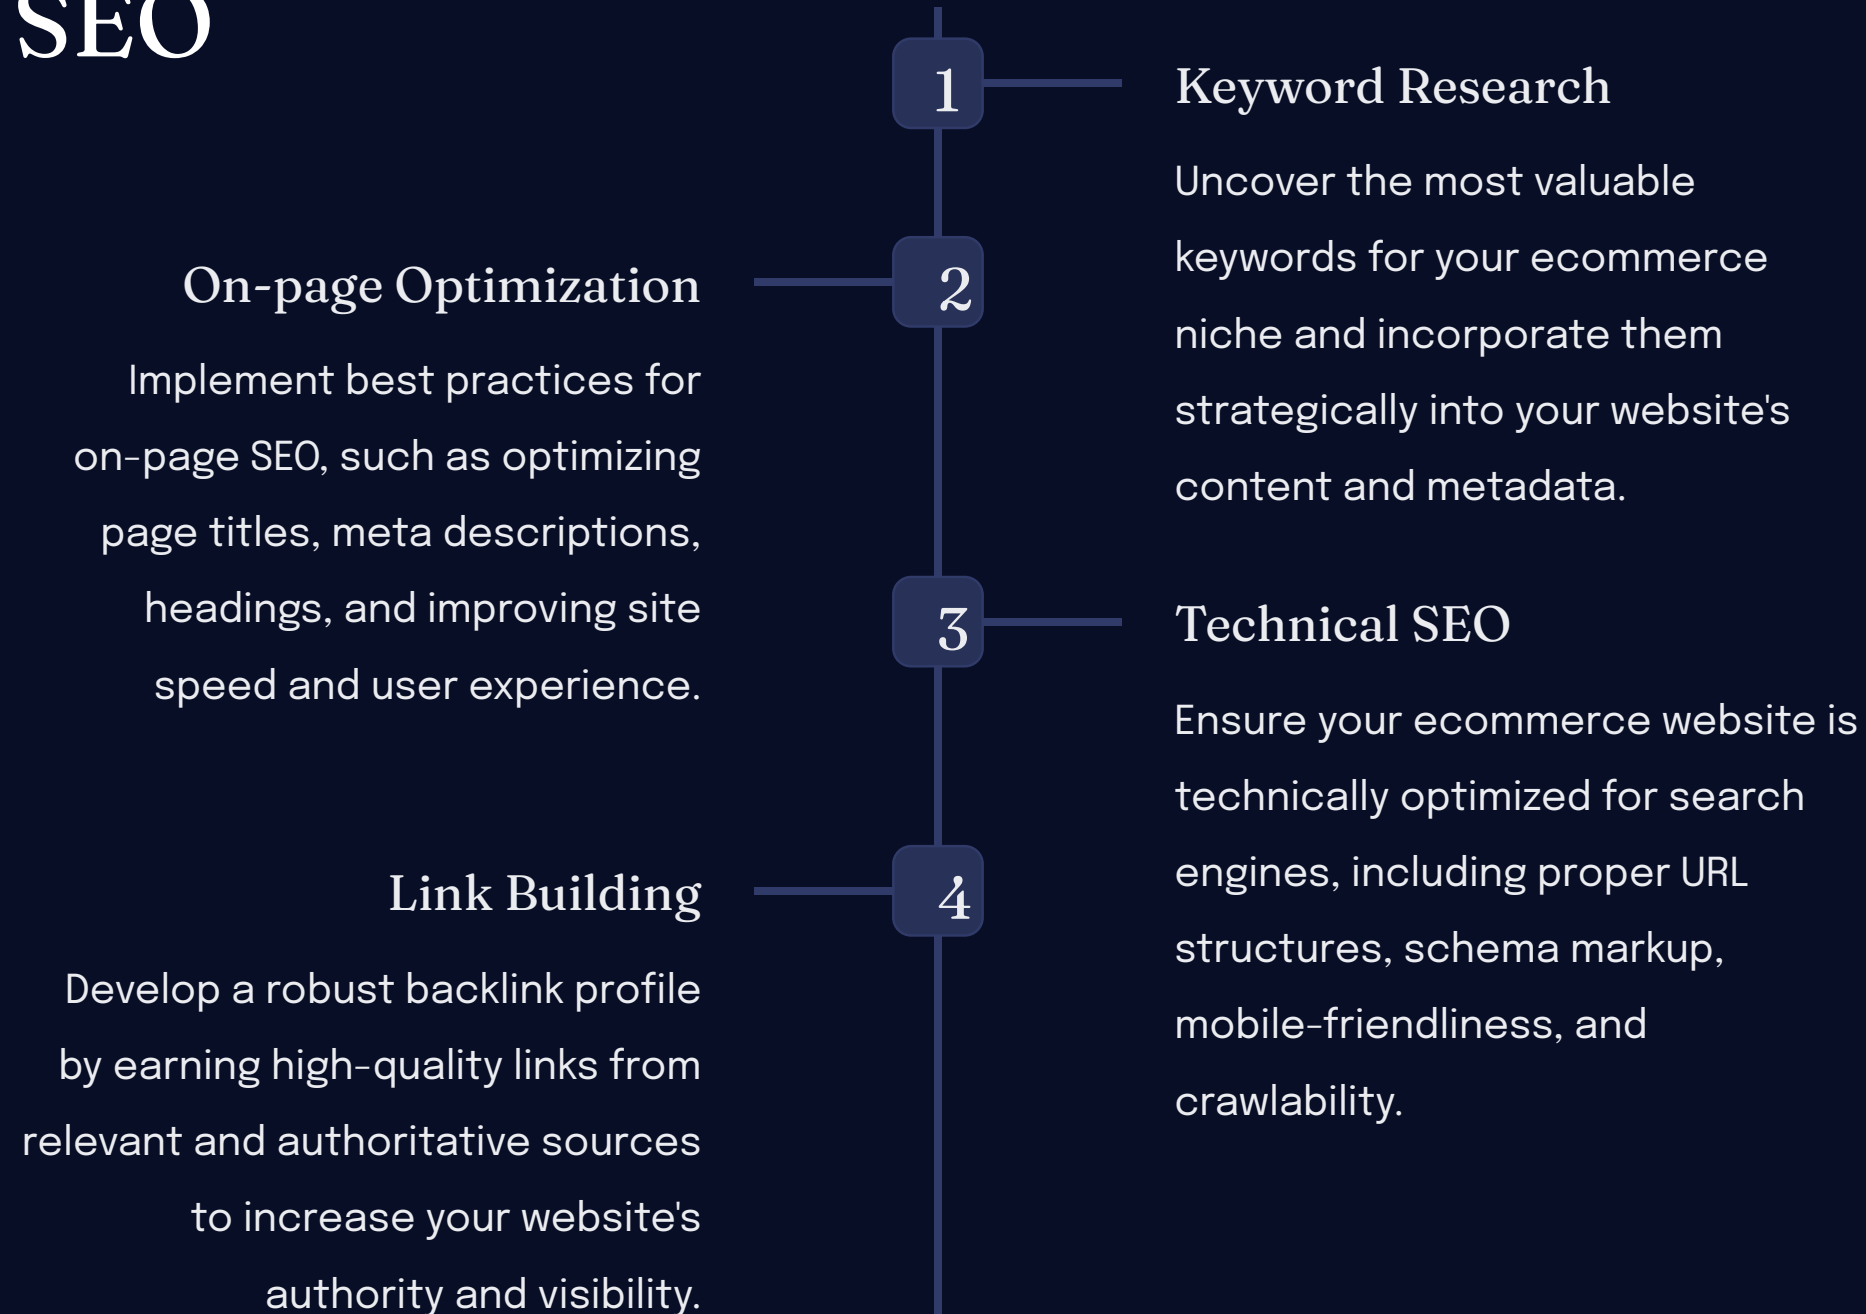 SEO
1
Keyword Research
Uncover the most valuable
keywords for your ecommerce
niche and incorporate them
strategically into your website's
content and metadata.
2
On-page Optimization
Implement best practices for
on-page SEO, such as optimizing
page titles, meta descriptions,
headings, and improving site
speed and user experience.
3
Technical SEO
Ensure your ecommerce website is
technically optimized for search
engines, including proper URL
structures, schema markup,
mobile-friendliness, and
crawlability.
4
Link Building
Develop a robust backlink profile
by earning high-quality links from
relevant and authoritative sources
to increase your website's
authority and visibility.